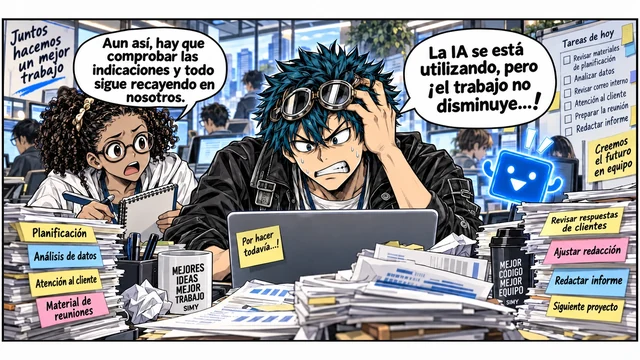 Juntos
hacemos
un mejor
trabajo
Aun así, hay que
comprobar las
indicaciones y todo
sigue recayendo en
nosotros.
La IA se está
utilizando, pero
¡el trabajo no
disminuye...!
Tareas de hoy
Revisar materiales
de planificación
Analizar datos
Revisar correo interno
Atención al cliente
Preparar la reunión
Redactar informe
Creemos
el futuro
en equipo
Planificación
Análisis de datos
Atención al cliente
Material de
reuniones
MEJORES
IDEAS
MEJOR
TRABAJO
SIMY
Por hacer
todavía...!
MEJOR
CÓDIGO
MEJOR
EQUIPO
SIMY
Revisar respuestas
de clientes
Ajustar redacción
Redactar informe
Siguiente proyecto